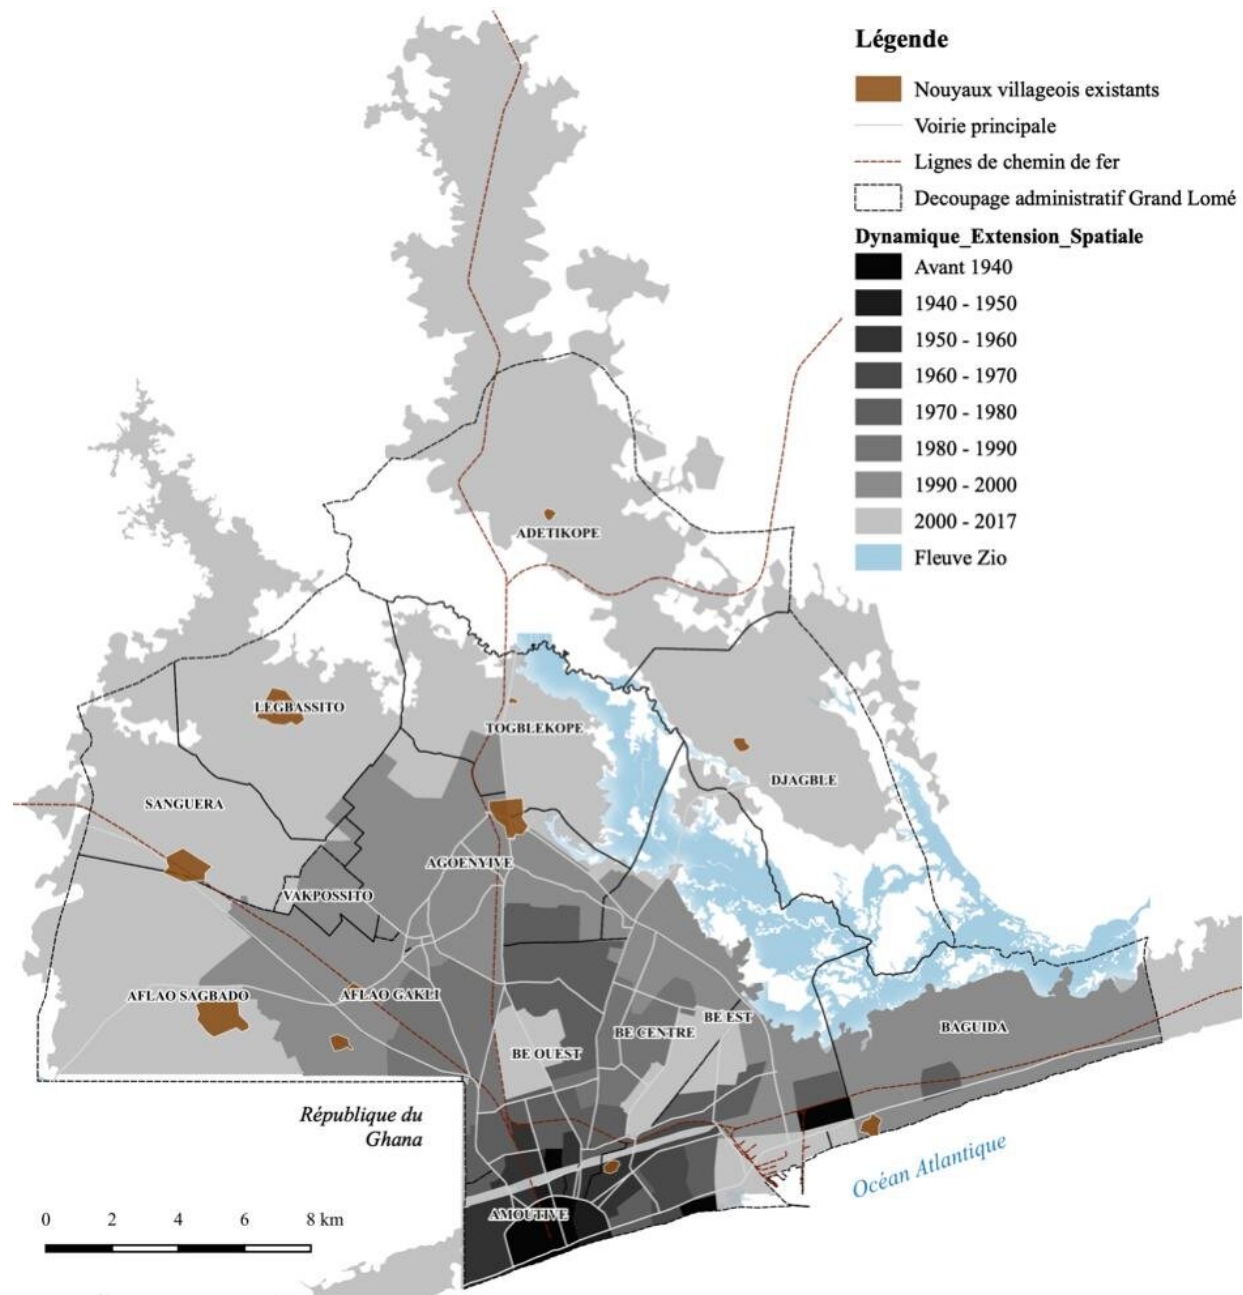 Légende
Nouyaux villageois existants
Voirie principale
Lignes de chemin de fer
Decoupage administratif Grand Lomé
Dynamique_Extension_Spatiale
Avant 1940
1940 - 1950
1950 - 1960
1960 - 1970
1970 - 1980
1980 - 1990
1990 - 2000
2000 - 2017
Fleuve Zio
ADETIKOPE
LEGBASSITO
TOGBLEKOPE
DJAGBLE
SANGUERA
AGOENYIVE
VAKPOSSITO
AFLAO SAGBADO
AFLAO GAKLI
BE EST
BE CENTRE
BAGUIDA
BE OUEST
République du
Ghana
Océan Atlantique
AMOUTIVE
0 2 4 6 8 km